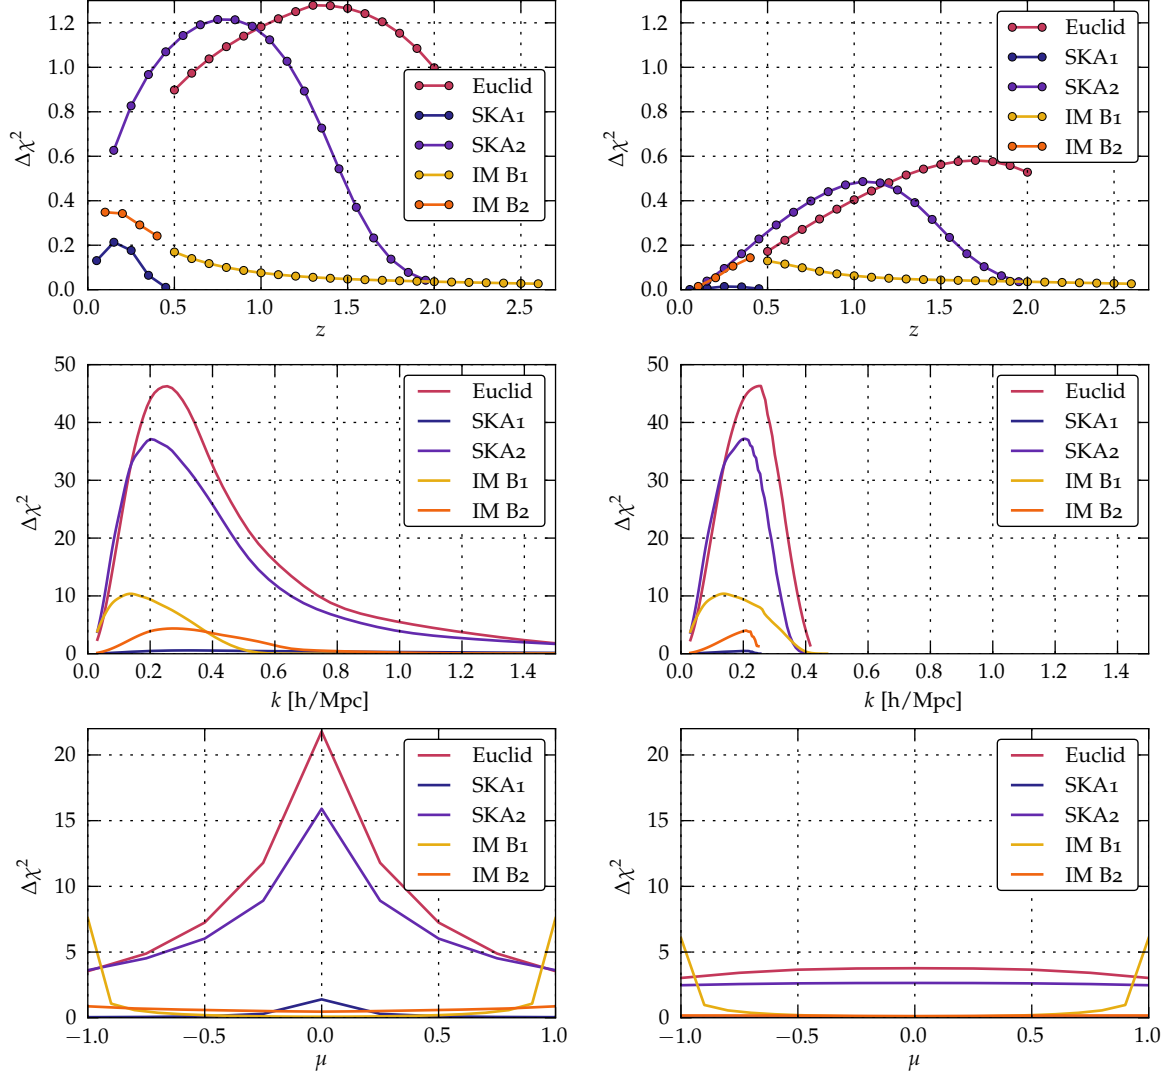 1.2
1.0
0.8
0.6
0.4
0.2
0.0
Δχ²
0.0 0.5 1.0 1.5 2.0 2.5
z
Euclid
SKA1
SKA2
IM B1
IM B2
1.2
1.0
0.8
0.6
0.4
0.2
0.0
Δχ²
0.0 0.5 1.0 1.5 2.0 2.5
z
Euclid
SKA1
SKA2
IM B1
IM B2
50
40
30
20
10
0
Δχ²
0.0 0.2 0.4 0.6 0.8 1.0 1.2 1.4
k [h/Mpc]
Euclid
SKA1
SKA2
IM B1
IM B2
50
40
30
20
10
0
Δχ²
0.0 0.2 0.4 0.6 0.8 1.0 1.2 1.4
k [h/Mpc]
Euclid
SKA1
SKA2
IM B1
IM B2
20
15
10
5
0
Δχ²
−1.0 −0.5 0.0 0.5 1.0
μ
Euclid
SKA1
SKA2
IM B1
IM B2
20
15
10
5
0
Δχ²
−1.0 −0.5 0.0 0.5 1.0
μ
Euclid
SKA1
SKA2
IM B1
IM B2